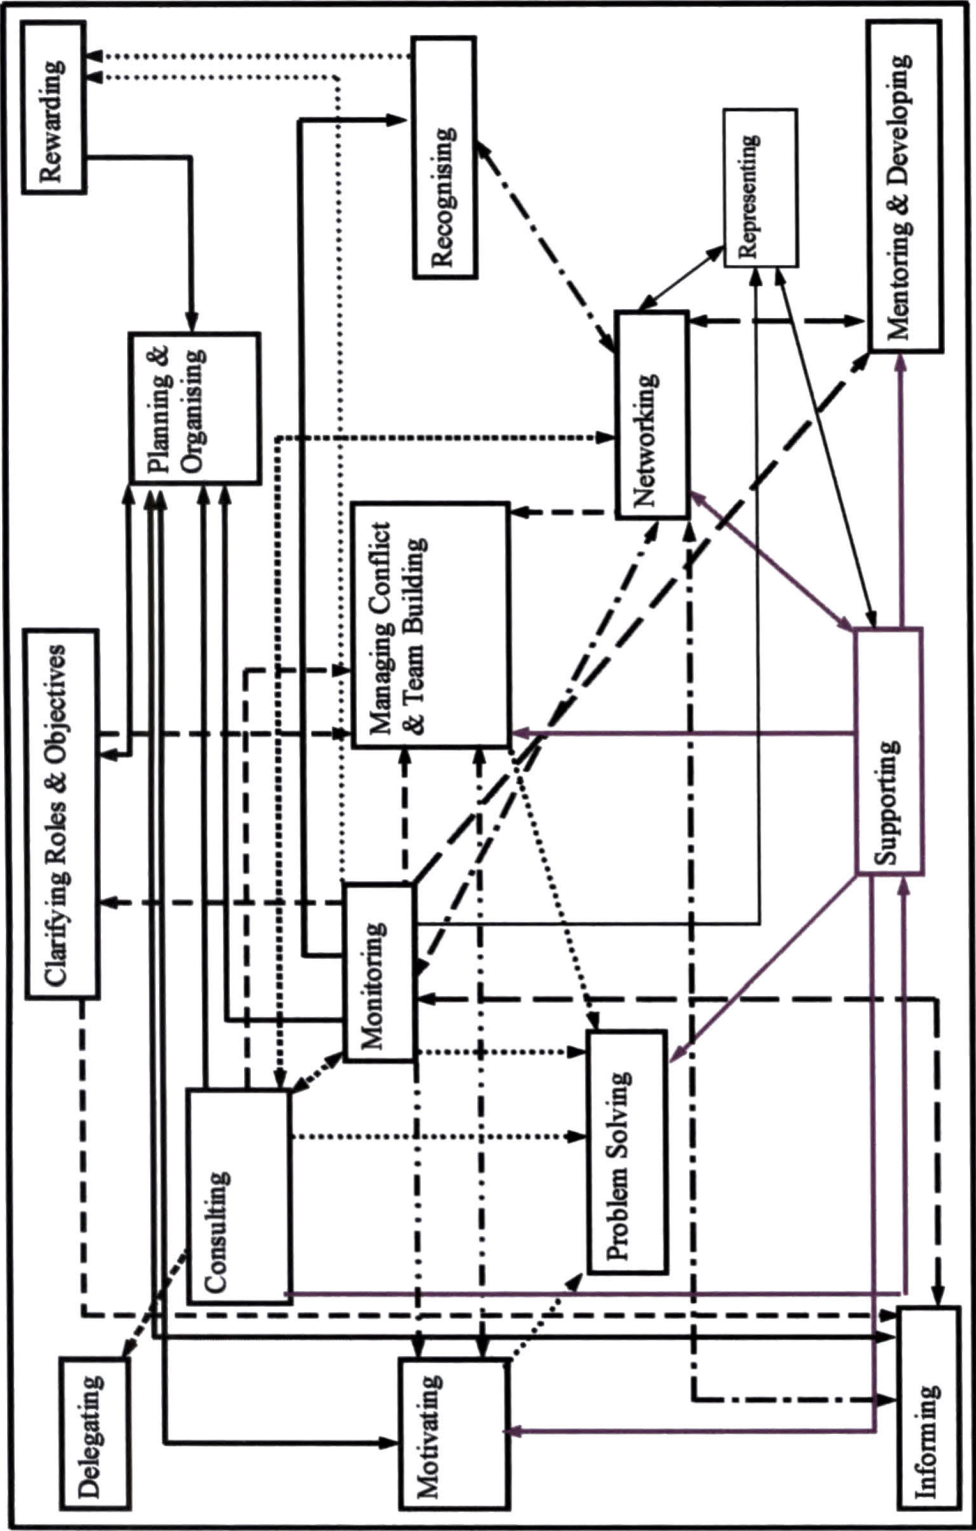 Delegating
Clarifying Roles & Objectives
Rewarding
Consulting
Planning &
Organising
Motivating
Monitoring
Managing Conflict
& Team Building
Recognising
Problem Solving
Networking
Representing
Informing
Supporting
Mentoring & Developing